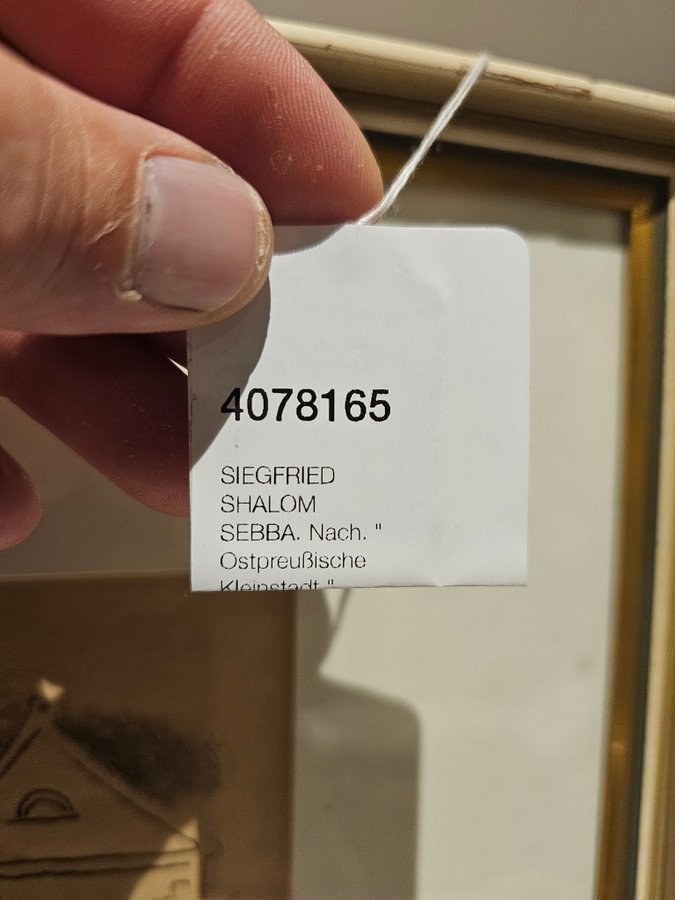 4078165
SIEGFRIED
SHALOM
SEBBA. Nach. "
Ostpreußische
Kleinstadt "